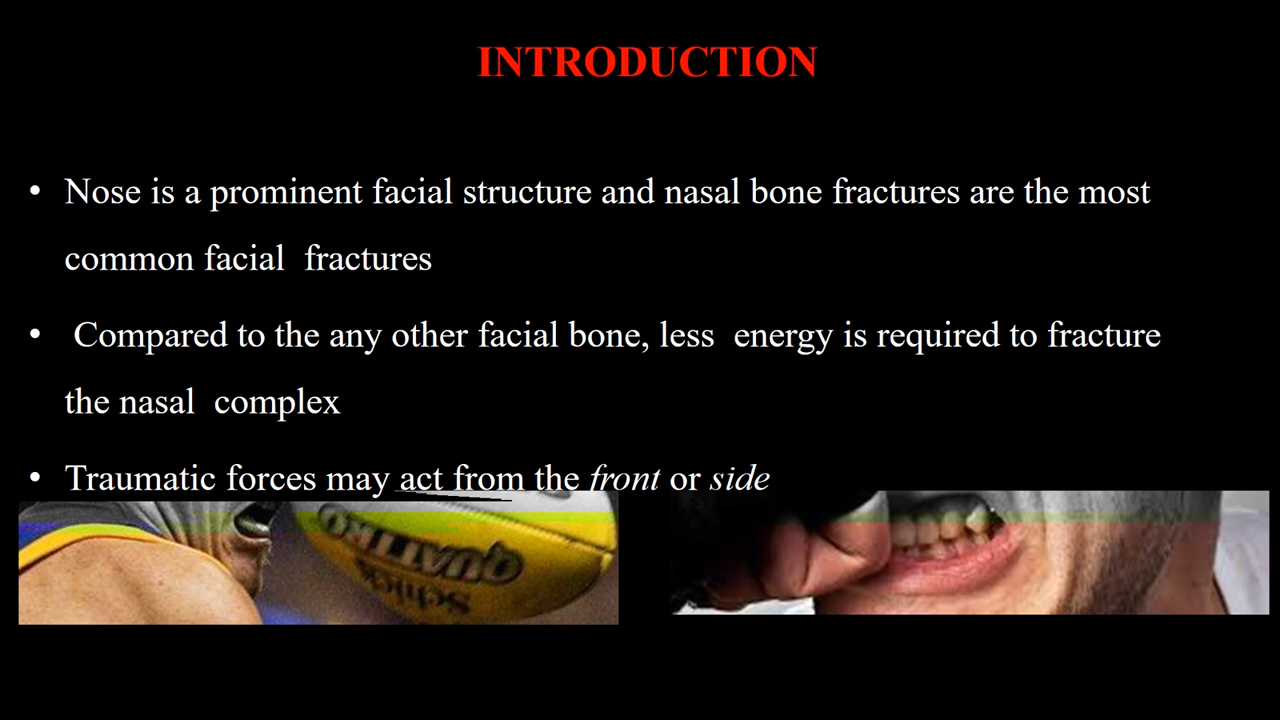 INTRODUCTION
• Nose is a prominent facial structure and nasal bone fractures are the most
common facial fractures
• Compared to the any other facial bone, less energy is required to fracture
the nasal complex
• Traumatic forces may act from the front or side
QUATTRO
Schick